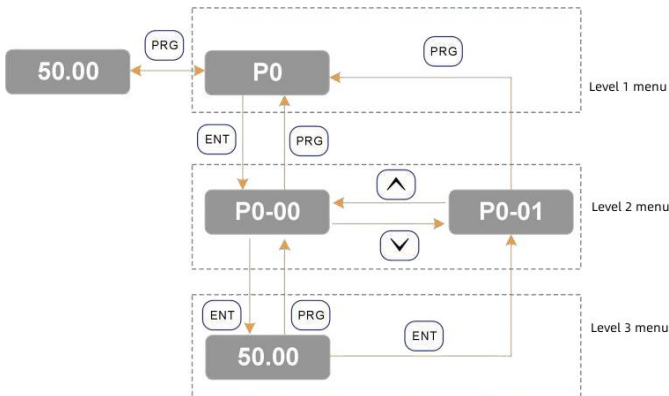 PRG
PRG
50.00
P0
Level 1 menu
ENT
PRG
P0-00
P0-01
Level 2 menu
ENT
PRG
ENT
Level 3 menu
50.00